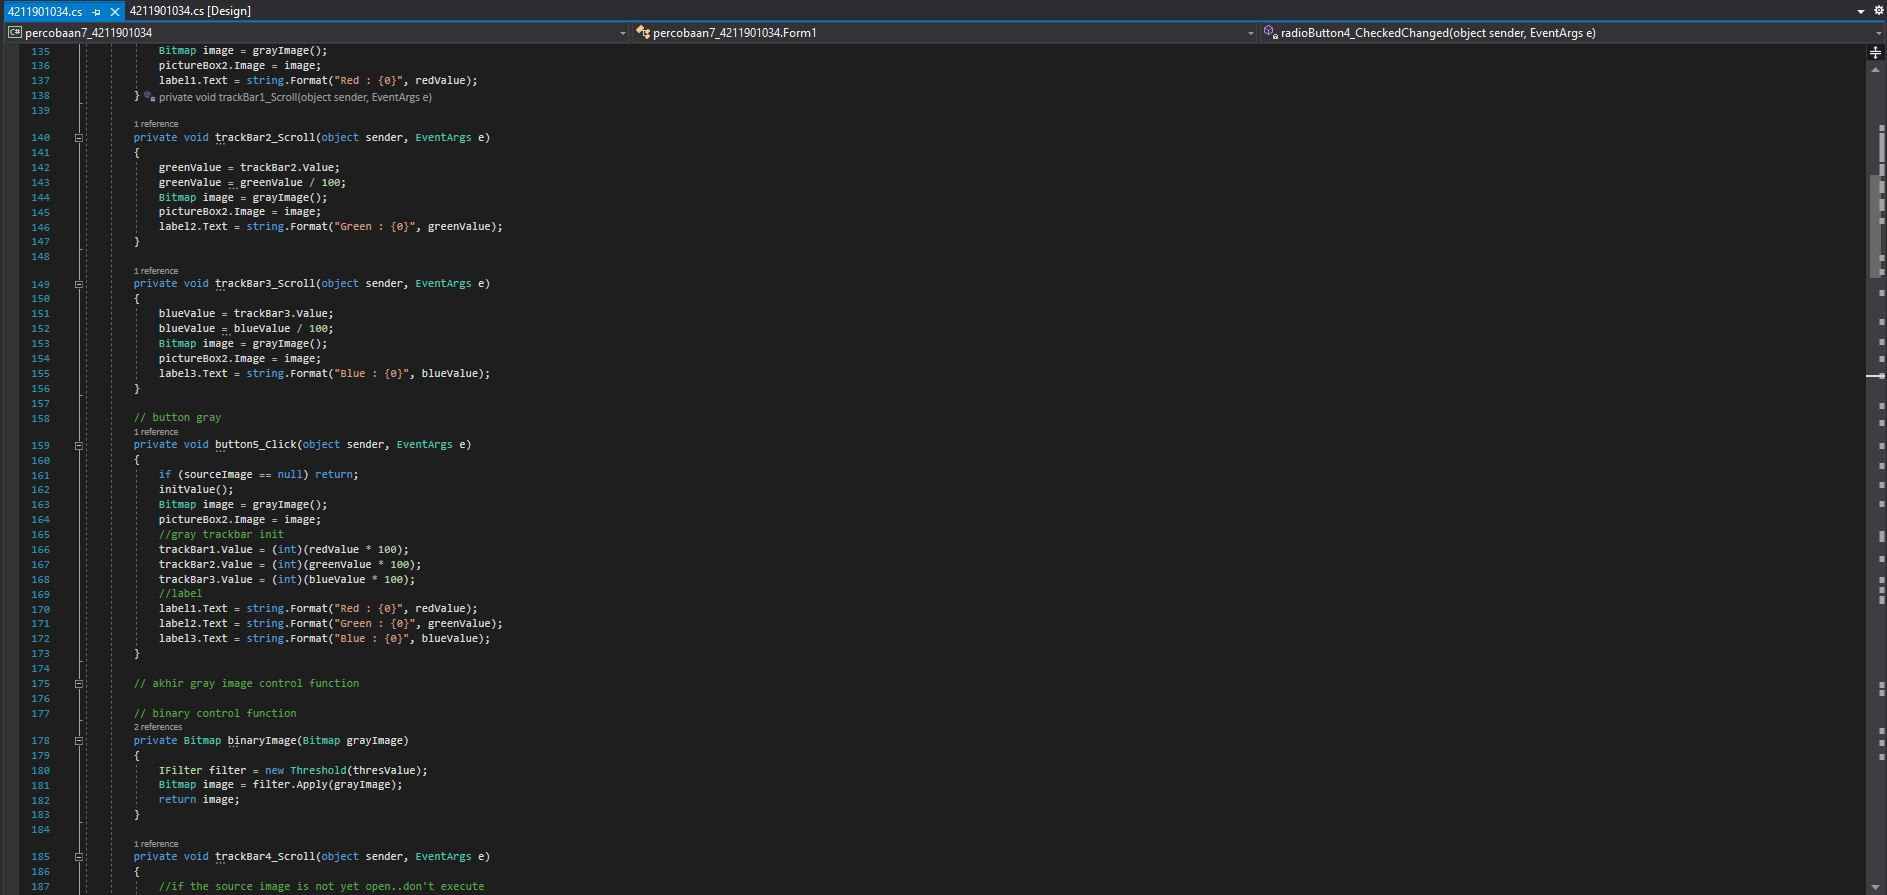 4211901034.cs 4211901034.cs [Design]
C# percobaan7_4211901034 percobaan7_4211901034.Form1 radioButton4_CheckedChanged(object sender, EventArgs e)
135 Bitmap image = grayImage();
136 pictureBox2.Image = image;
137 label1.Text = string.Format("Red : {0}", redValue);
138 } private void trackBar1_Scroll(object sender, EventArgs e)
139
1 reference
140 private void trackBar2_Scroll(object sender, EventArgs e)
141 {
142 greenValue = trackBar2.Value;
143 greenValue = greenValue / 100;
144 Bitmap image = grayImage();
145 pictureBox2.Image = image;
146 label2.Text = string.Format("Green : {0}", greenValue);
147 }
148
1 reference
149 private void trackBar3_Scroll(object sender, EventArgs e)
150 {
151 blueValue = trackBar3.Value;
152 blueValue = blueValue / 100;
153 Bitmap image = grayImage();
154 pictureBox2.Image = image;
155 label3.Text = string.Format("Blue : {0}", blueValue);
156 }
157
158 // button gray
1 reference
159 private void button5_Click(object sender, EventArgs e)
160 {
161 if (sourceImage == null) return;
162 initValue();
163 Bitmap image = grayImage();
164 pictureBox2.Image = image;
165 //gray trackbar init
166 trackBar1.Value = (int)(redValue * 100);
167 trackBar2.Value = (int)(greenValue * 100);
168 trackBar3.Value = (int)(blueValue * 100);
169 //label
170 label1.Text = string.Format("Red : {0}", redValue);
171 label2.Text = string.Format("Green : {0}", greenValue);
172 label3.Text = string.Format("Blue : {0}", blueValue);
173 }
174
175 // akhir gray image control function
176
177 // binary control function
2 references
178 private Bitmap binaryImage(Bitmap grayImage)
179 {
180 IFilter filter = new Threshold(thresValue);
181 Bitmap image = filter.Apply(grayImage);
182 return image;
183 }
184
1 reference
185 private void trackBar4_Scroll(object sender, EventArgs e)
186 {
187 //if the source image is not yet open..don't execute